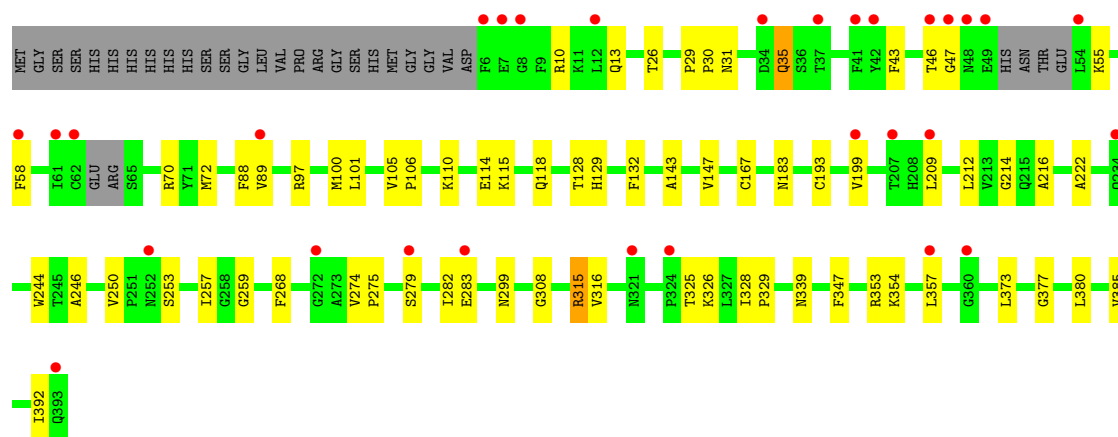 MET GLY SER SER HIS HIS HIS HIS HIS HIS SER SER GLY LEU VAL PRO ARG GLY SER HIS MET GLY GLY VAL ASP F6 E7 G8 F9 R10 K11 L12 Q13 T26 P29 P30 N31 D34 Q35 S36 T37 F41 Y42 F43 T46 G47 N48 E49 HIS ASN THR GLU L54 K55
F58 I61 C62 GLU ARG S65 R70 Y71 M72 F88 V89 R97 M100 L101 V105 P106 K110 E114 K115 Q118 T128 H129 F132 A143 V147 C167 N183 C193 V199 T207 H208 L209 L212 V213 G214 Q215 A216 A222
W244 T245 A246 V250 P251 N252 S253 I257 G258 G259 F268 G272 A273 V274 P275 S279 I282 E283 N299 G308 R315 V316 N321 P324 T325 K326 L327 I328 P329 N339 F347 R353 K354 L357 G360 L373 G377 L380
I392 Q393